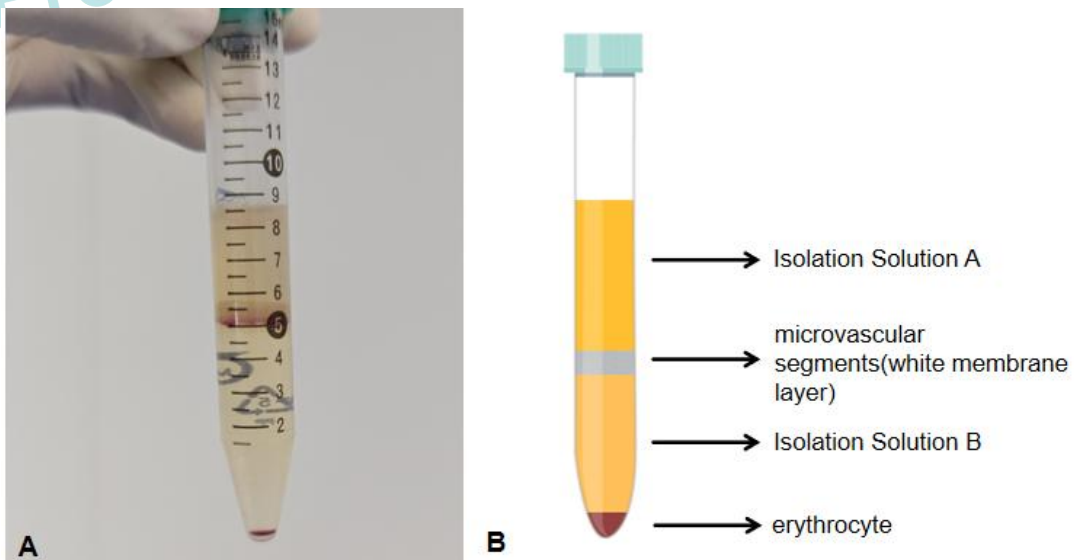 14
13
12
11
10
9
8
7
6
5
4
3
2
A
Isolation Solution A
microvascular
segments(white membrane
layer)
Isolation Solution B
erythrocyte
B